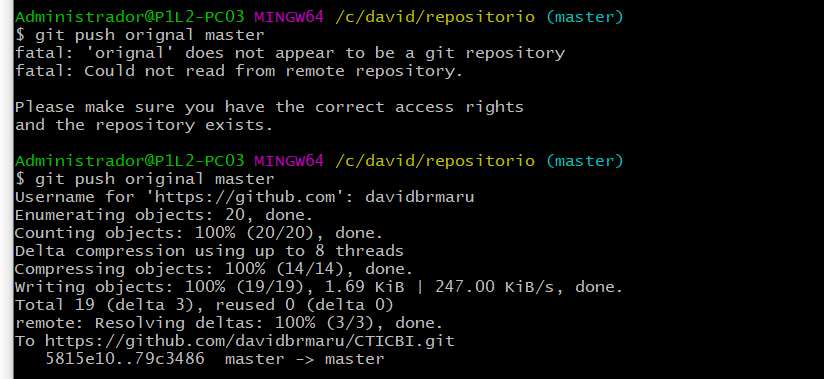 Administrador@P1L2-PC03 MINGW64 /c/david/repositorio (master)
$ git push orignal master
fatal: 'orignal' does not appear to be a git repository
fatal: Could not read from remote repository.
Please make sure you have the correct access rights
and the repository exists.
Administrador@P1L2-PC03 MINGW64 /c/david/repositorio (master)
$ git push original master
Username for 'https://github.com': davidbrmaru
Enumerating objects: 20, done.
Counting objects: 100% (20/20), done.
Delta compression using up to 8 threads
Compressing objects: 100% (14/14), done.
Writing objects: 100% (19/19), 1.69 KiB | 247.00 KiB/s, done.
Total 19 (delta 3), reused 0 (delta 0)
remote: Resolving deltas: 100% (3/3), done.
To https://github.com/davidbrmaru/CTICBI.git
   5815e10..79c3486  master -> master